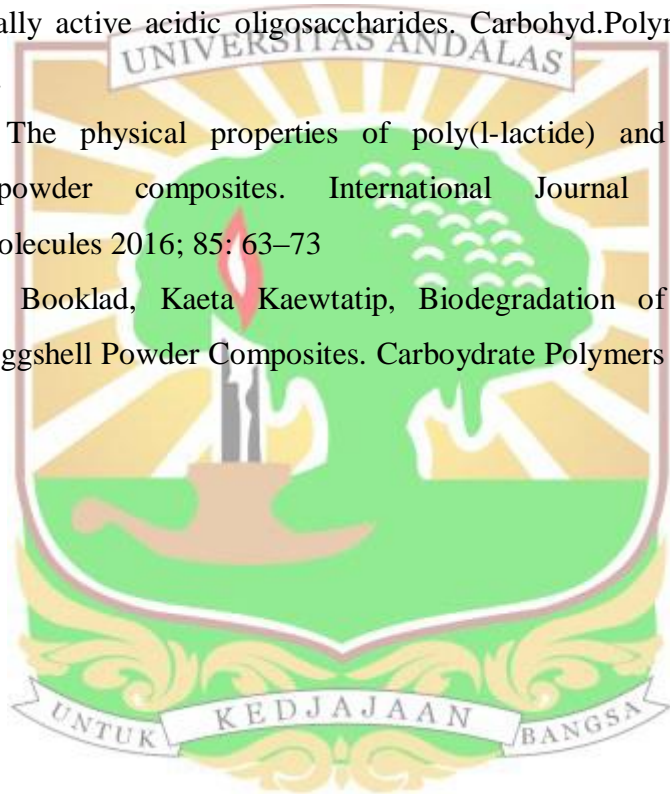 ally active acidic oligosaccharides. Carbohyd.Polyn
UNIVERSITAS ANDALAS
The physical properties of poly(l-lactide) and
powder composites. International Journal
olecules 2016; 85: 63–73
Booklad, Kaeta Kaewtatip, Biodegradation of
ggshell Powder Composites. Carboydrate Polymers
UNTUK KEDJAJAAN BANGSA